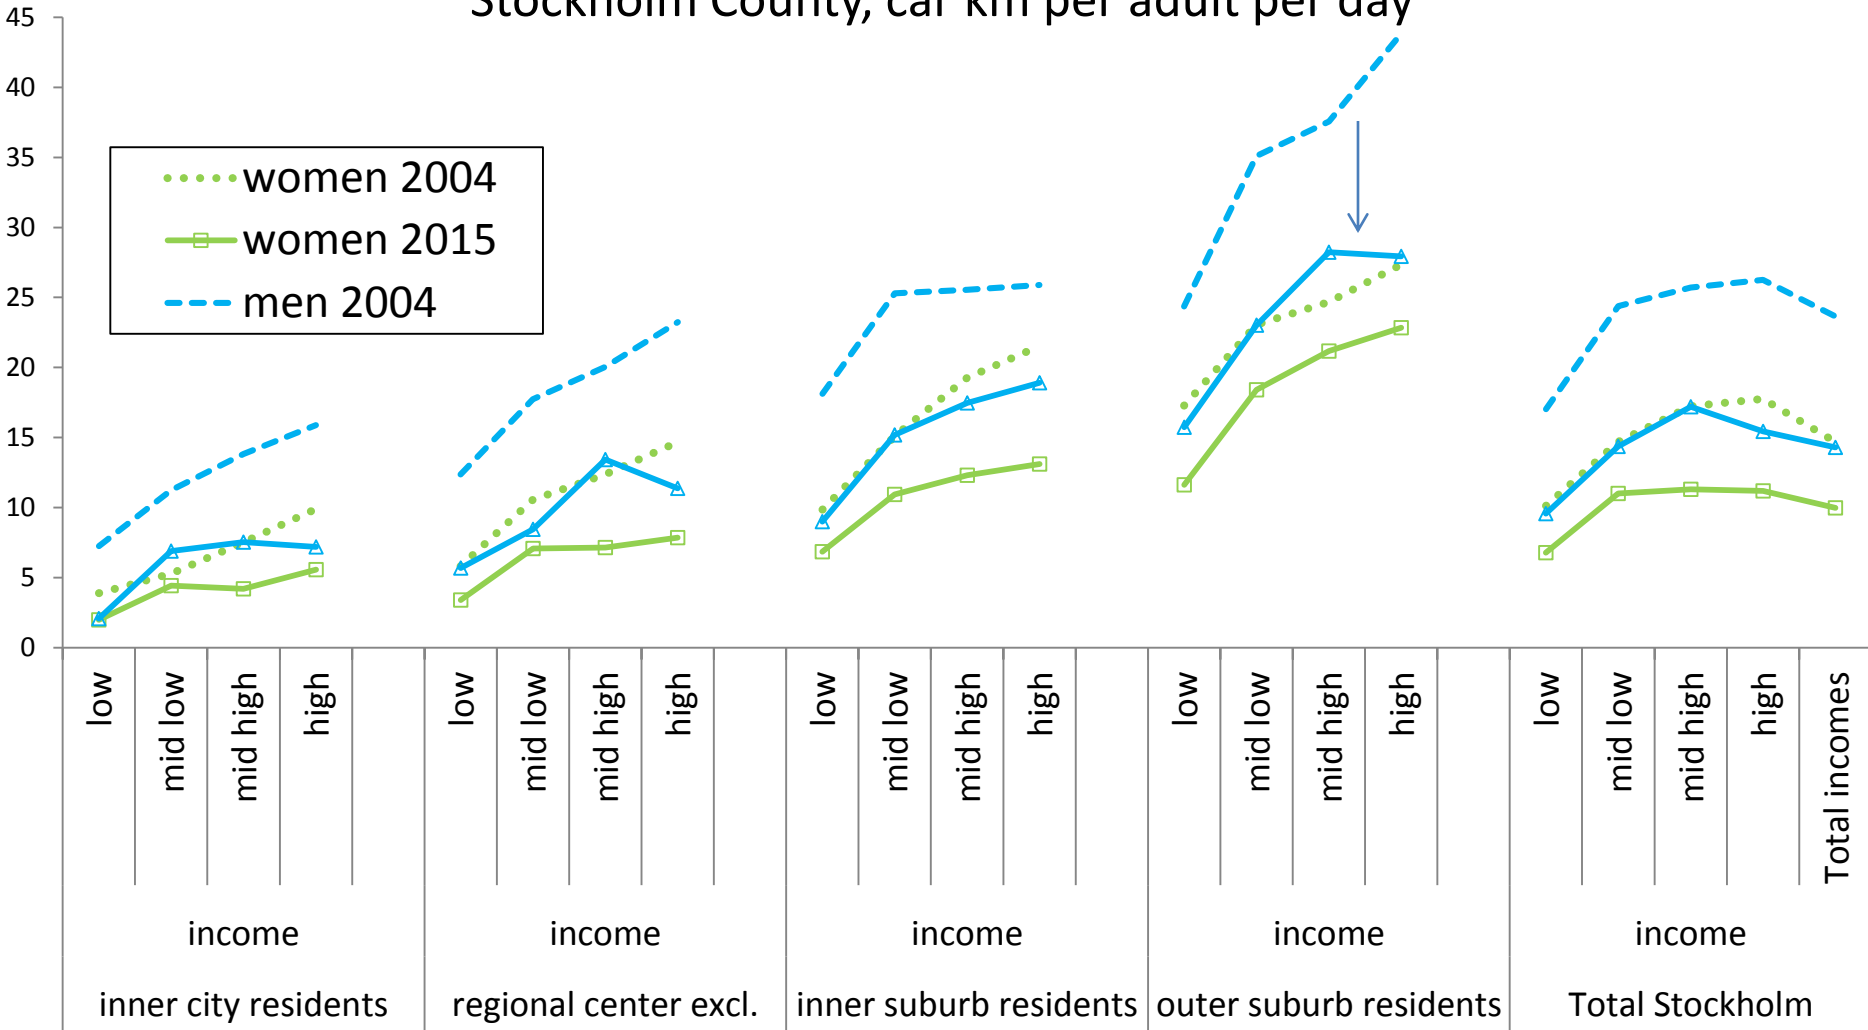 Stockholm County, car km per adult per day
45
40
35
30
25
20
15
10
5
0
women 2004
women 2015
men 2004
low
mid low
mid high
high
low
mid low
mid high
high
low
mid low
mid high
high
low
mid low
mid high
high
low
mid low
mid high
high
Total incomes
income
income
income
income
income
inner city residents
regional center excl.
inner suburb residents
outer suburb residents
Total Stockholm